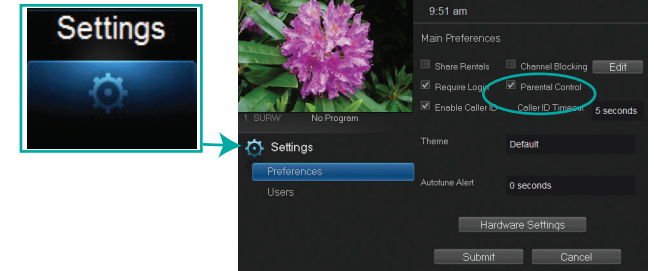 Settings
9:51 am
Main Preferences
Share Rentals Channel Blocking Edit
Require Login Parental Control
Enable Caller ID Caller ID Timeout 5 seconds
1 SURW No Program
Settings
Theme Default
Preferences
Autotune Alert 0 seconds
Users
Hardware Settings
Submit Cancel